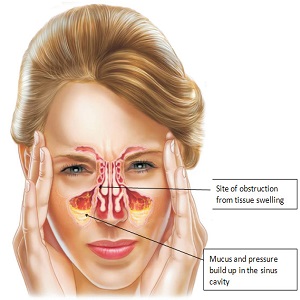 Site of obstruction
from tissue swelling
Mucus and pressure
build up in the sinus
cavity